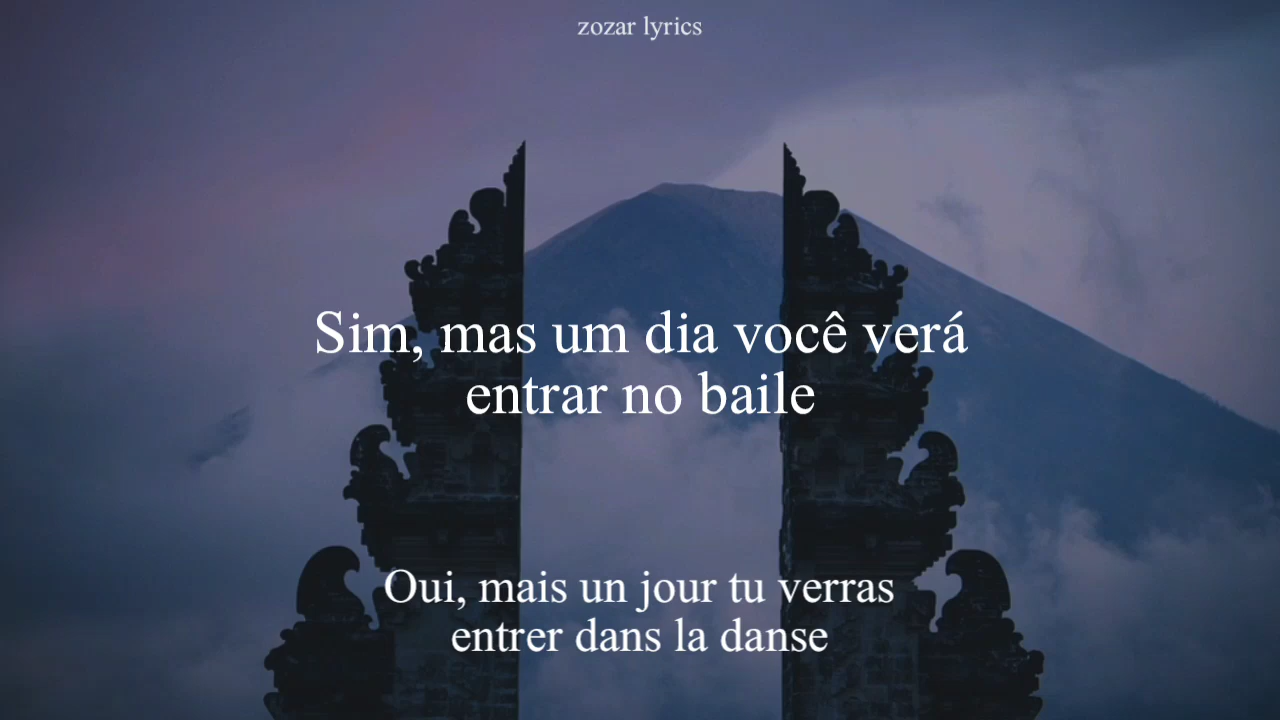 zozar lyrics
Sim, mas um dia você verá
entrar no baile
Oui, mais un jour tu verras
entrer dans la danse